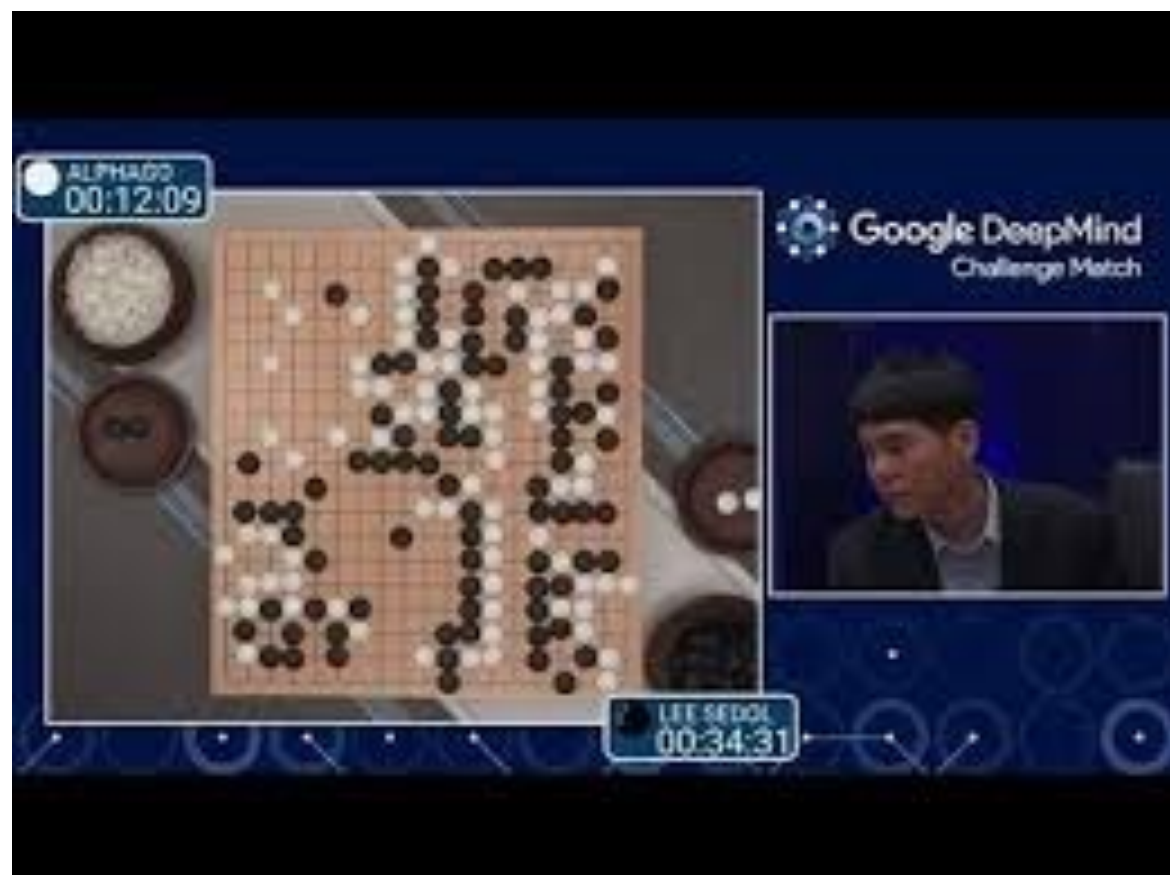 ALPHAGO
00:12:09
Google DeepMind
Challenge Match
LEE SEDOL
00:34:31